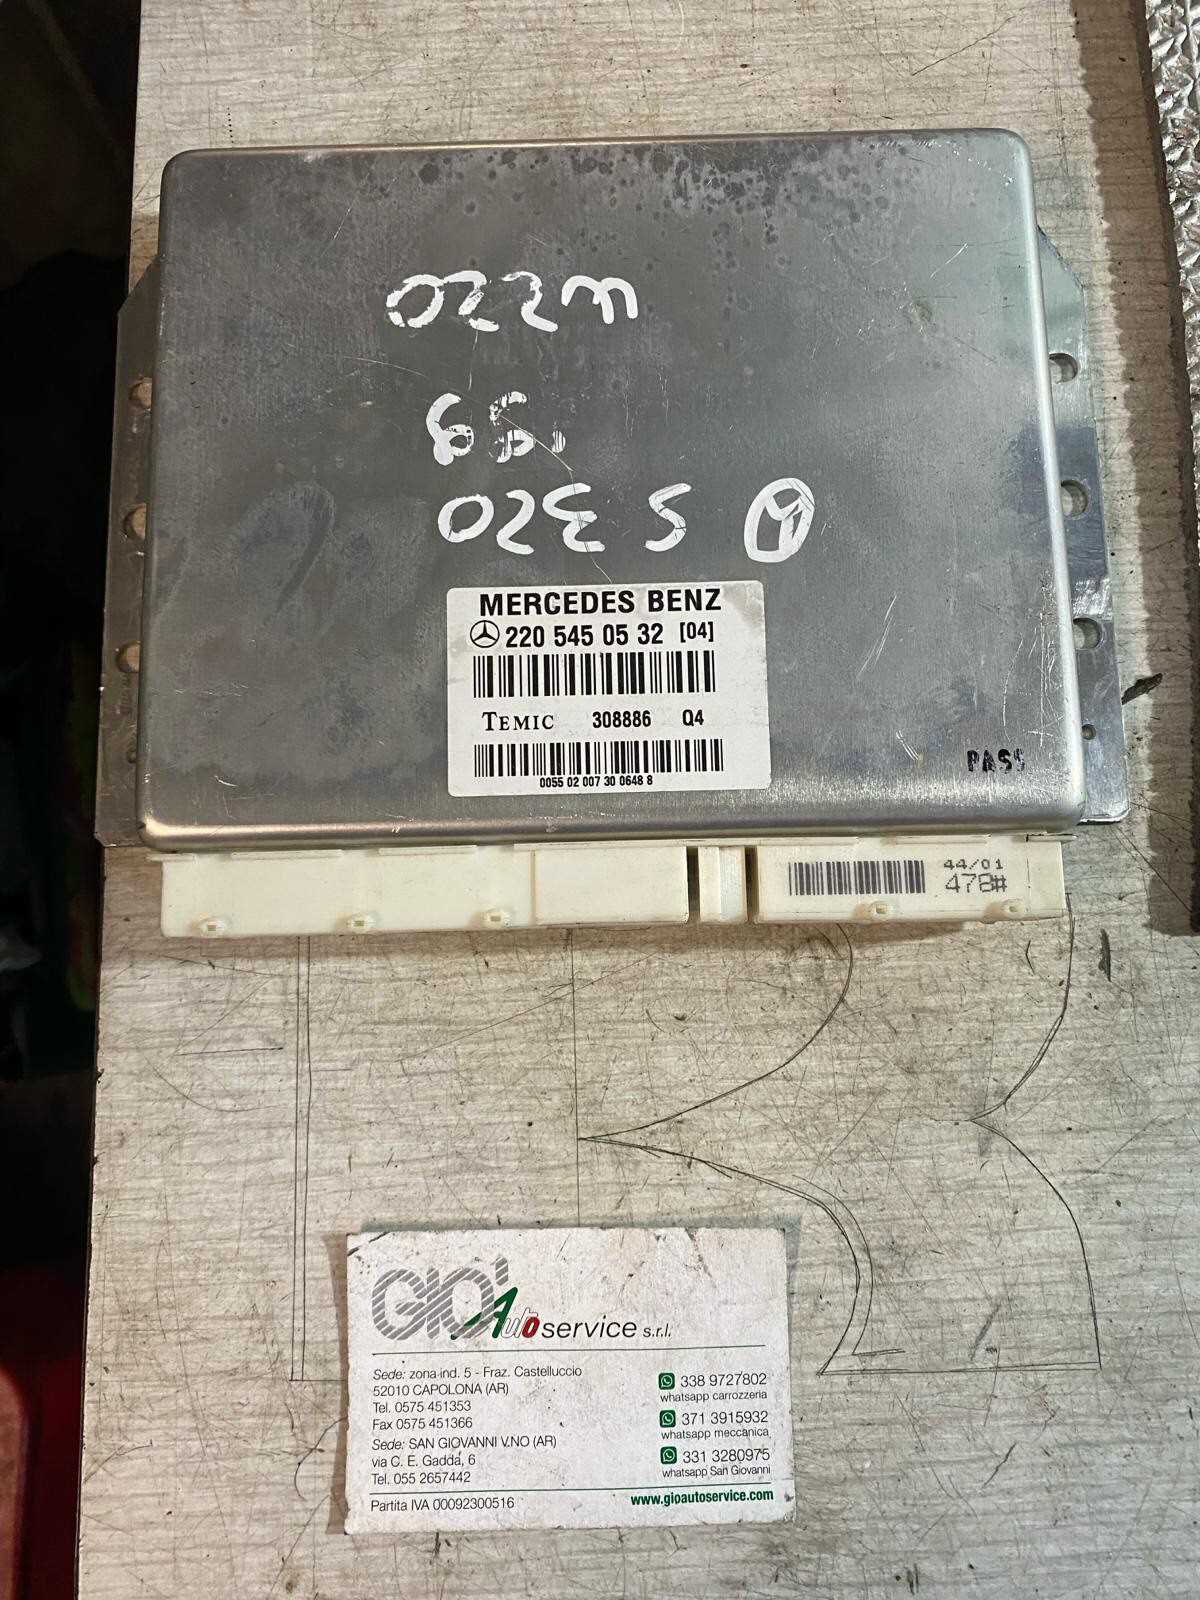 S 320
'99
W220
MERCEDES BENZ
220 545 05 32 [04]
TEMIC 308886 Q4
0055 02 007 30 0648 8
PASS
44/01
478#
GIO' Auto service s.r.l.
Sede: zona ind. 5 - Fraz. Castelluccio
52010 CAPOLONA (AR)
Tel. 0575 451353
Fax 0575 451366
Sede: SAN GIOVANNI V.NO (AR)
via C. E. Gadda, 6
Tel. 055 2657442
Partita IVA 00092300516
338 9727802
whatsapp carrozzeria
371 3915932
whatsapp meccanica
331 3280975
whatsapp San Giovanni
www.gioautoservice.com